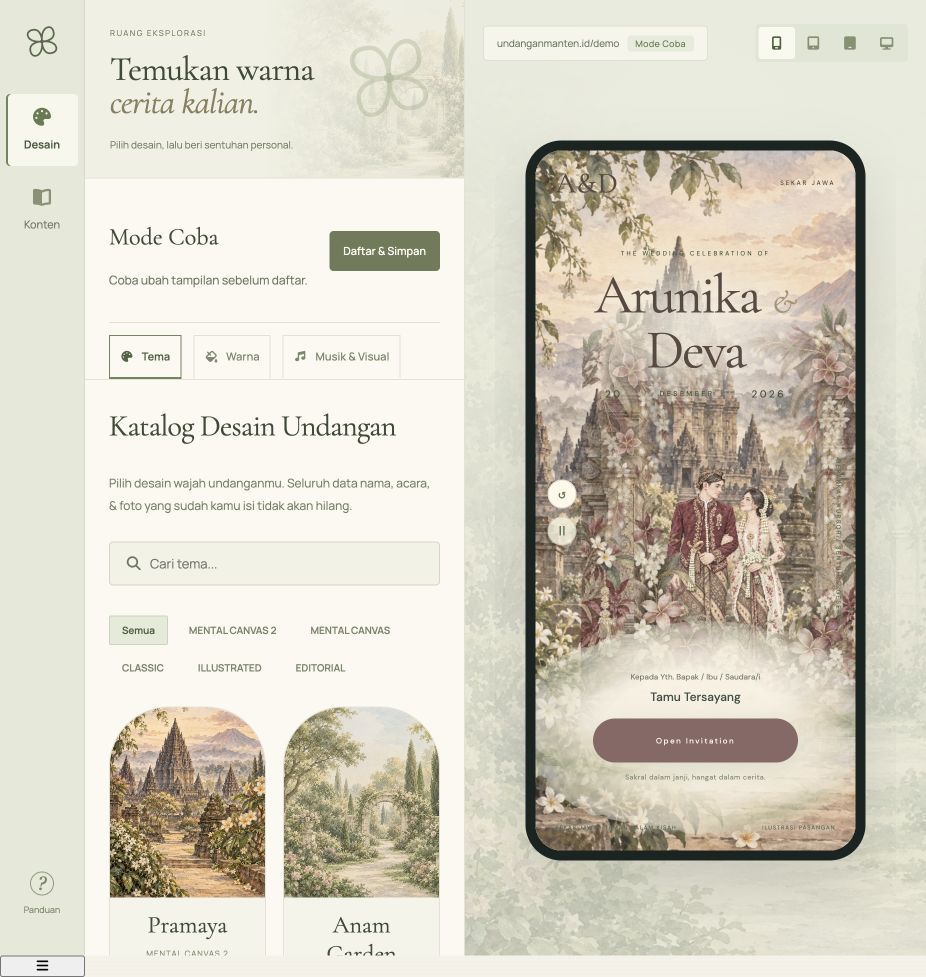 Desain
Konten
Panduan
RUANG EKSPLORASI
Temukan warna
cerita kalian.
Pilih desain, lalu beri sentuhan personal.
Mode Coba
Daftar & Simpan
Coba ubah tampilan sebelum daftar.
Tema
Warna
Musik & Visual
Katalog Desain Undangan
Pilih desain wajah undanganmu. Seluruh data nama, acara,
& foto yang sudah kamu isi tidak akan hilang.
Cari tema...
Semua
MENTAL CANVAS 2
MENTAL CANVAS
CLASSIC
ILLUSTRATED
EDITORIAL
Pramaya
MENTAL CANVAS 2
Anam
Garden
undanganmanten.id/demo
Mode Coba
A&D
SEKAR JAWA
THE WEDDING CELEBRATION OF
Arunika &
Deva
20 DESEMBER 2026
Kepada Yth. Bapak / Ibu / Saudara/i
Tamu Tersayang
Open Invitation
Sakral dalam janji, hangat dalam cerita.
ILUSTRASI PASANGAN